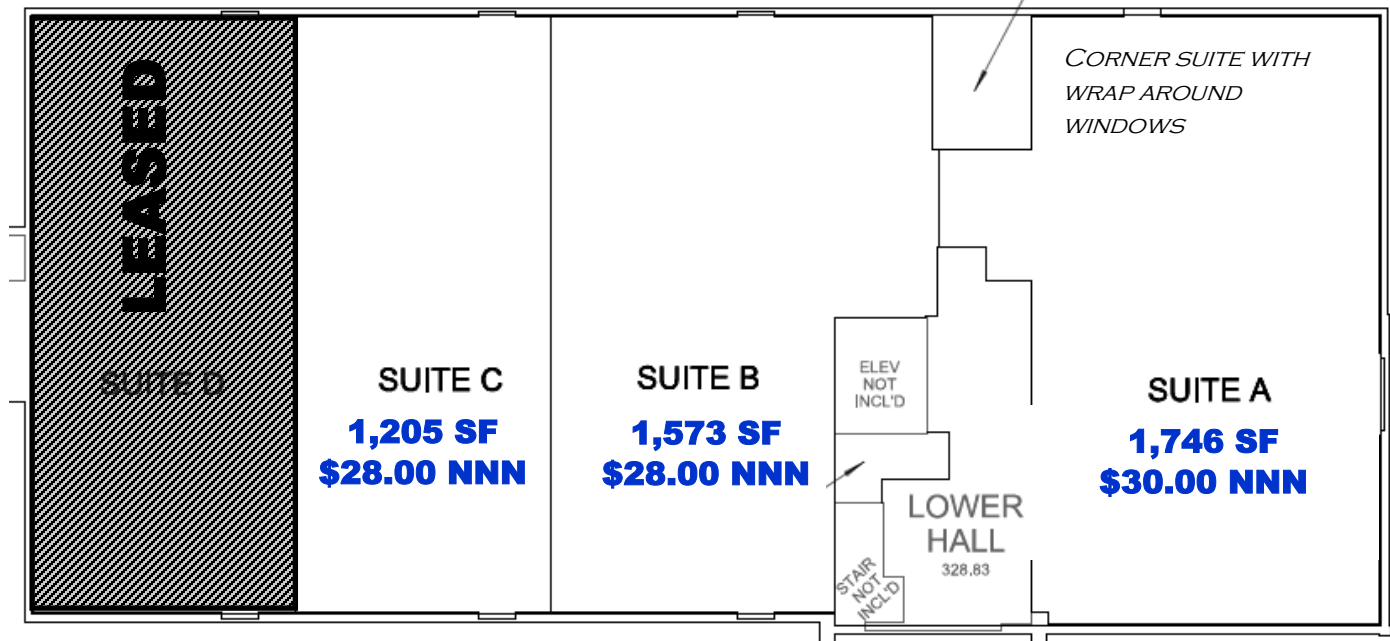 LEASED
SUITE D
SUITE C
1,205 SF
$28.00 NNN
SUITE B
1,573 SF
$28.00 NNN
ELEV
NOT
INCL'D
STAIR
NOT
INCL'D
LOWER
HALL
328.83
CORNER SUITE WITH
WRAP AROUND
WINDOWS
SUITE A
1,746 SF
$30.00 NNN